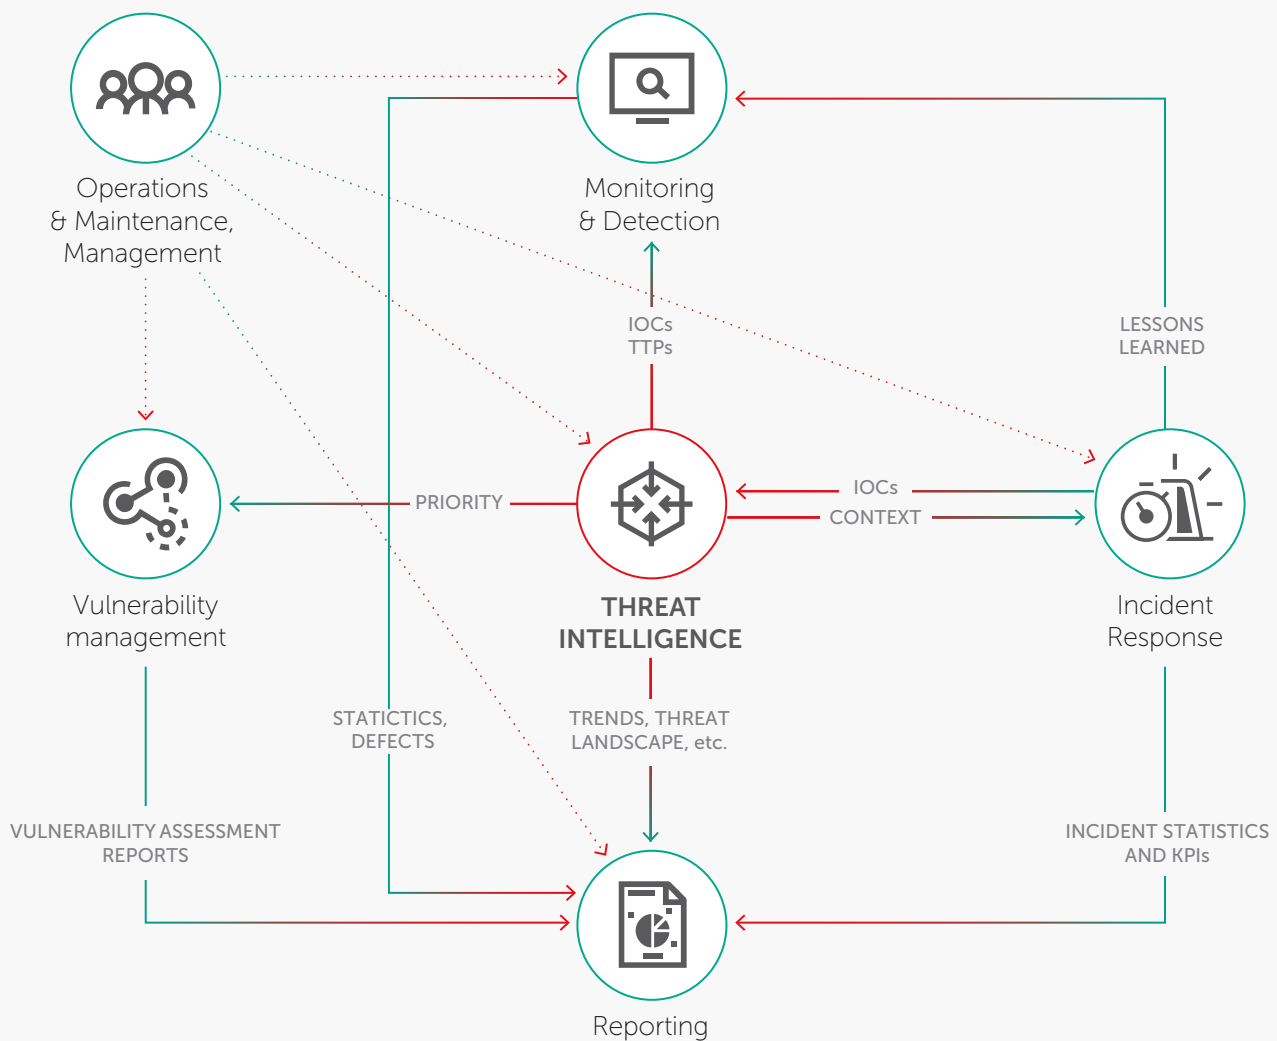 Operations
& Maintenance,
Management
Monitoring
& Detection
IOCs
TTPs
LESSONS
LEARNED
PRIORITY
IOCs
CONTEXT
Vulnerability
management
THREAT
INTELLIGENCE
Incident
Response
STATICTICS,
DEFECTS
TRENDS, THREAT
LANDSCAPE, etc.
VULNERABILITY ASSESSMENT
REPORTS
INCIDENT STATISTICS
AND KPIs
Reporting